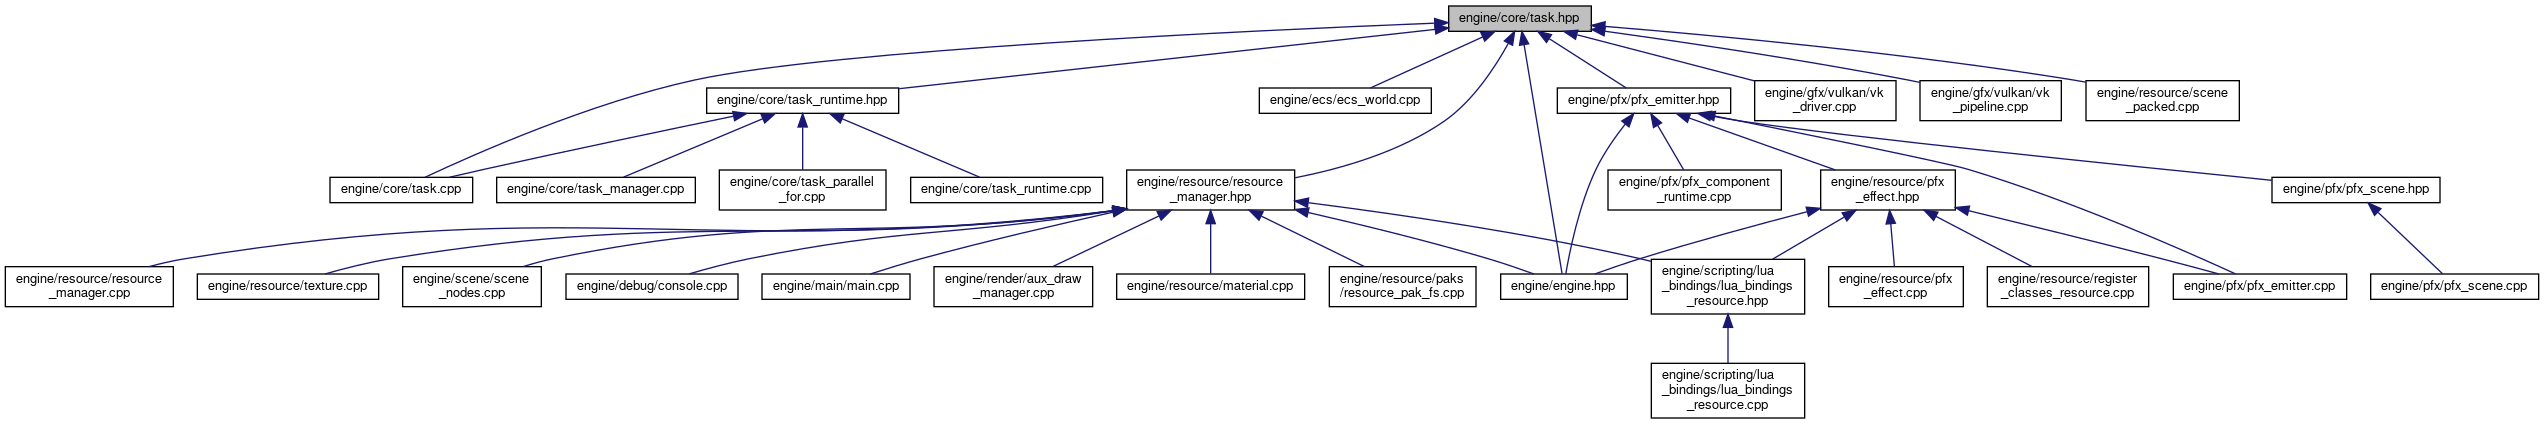 engine/core/task.hpp
engine/core/task_runtime.hpp
engine/ecs/ecs_world.cpp
engine/pfx/pfx_emitter.hpp
engine/gfx/vulkan/vk
_driver.cpp
engine/gfx/vulkan/vk
_pipeline.cpp
engine/resource/scene
_packed.cpp
engine/core/task.cpp
engine/core/task_manager.cpp
engine/core/task_parallel
_for.cpp
engine/core/task_runtime.cpp
engine/resource/resource
_manager.hpp
engine/pfx/pfx_component
_runtime.cpp
engine/resource/pfx
_effect.hpp
engine/pfx/pfx_scene.hpp
engine/resource/resource
_manager.cpp
engine/resource/texture.cpp
engine/scene/scene
_nodes.cpp
engine/debug/console.cpp
engine/main/main.cpp
engine/render/aux_draw
_manager.cpp
engine/resource/material.cpp
engine/resource/paks
/resource_pak_fs.cpp
engine/engine.hpp
engine/scripting/lua
_bindings/lua_bindings
_resource.hpp
engine/resource/pfx
_effect.cpp
engine/resource/register
_classes_resource.cpp
engine/pfx/pfx_emitter.cpp
engine/pfx/pfx_scene.cpp
engine/scripting/lua
_bindings/lua_bindings
_resource.cpp